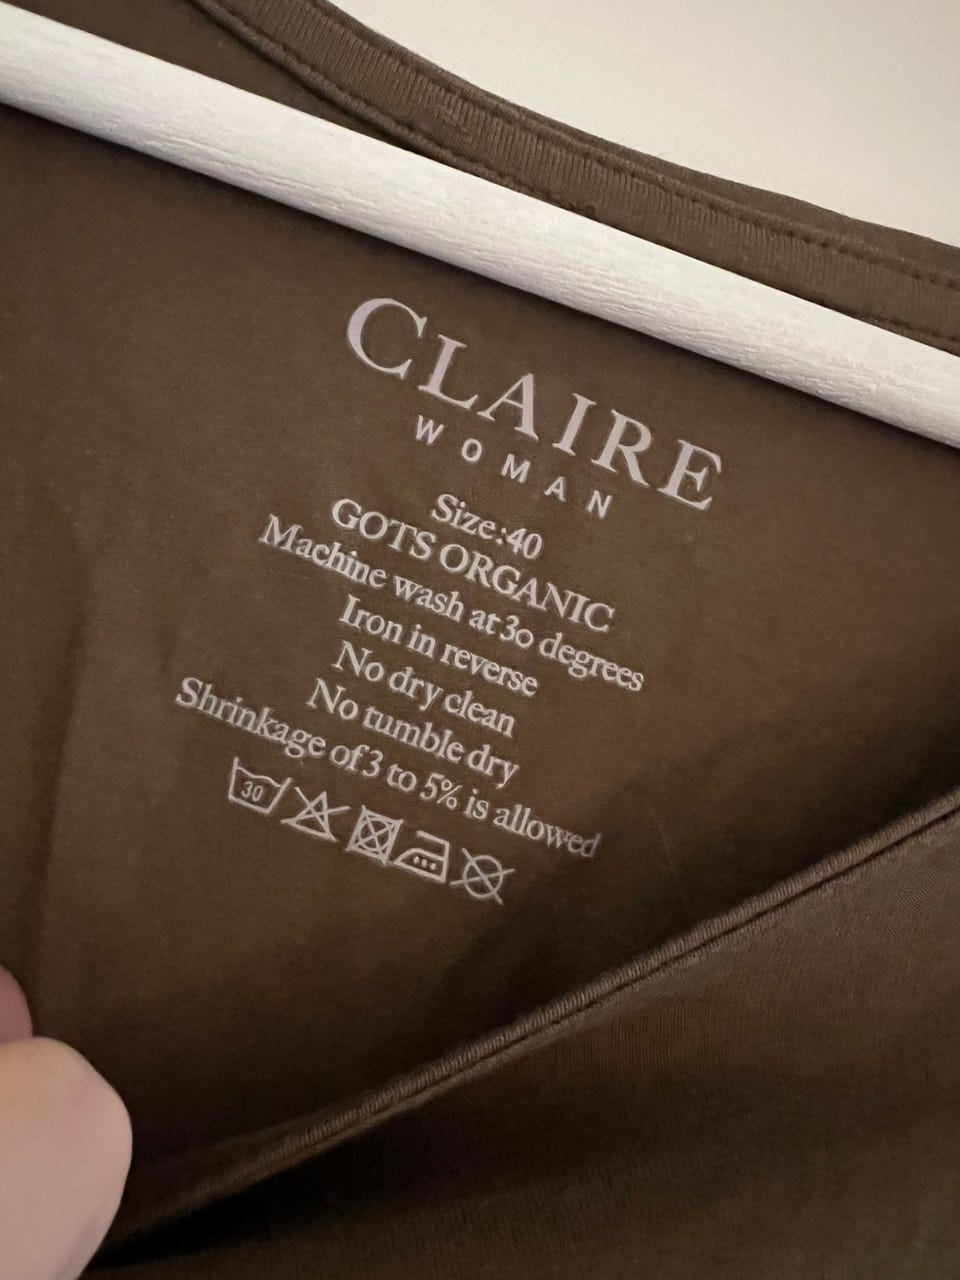 CLAIRE
WOMAN
Size:40
GOTS ORGANIC
Machine wash at 30 degrees
Iron in reverse
No dry clean
No tumble dry
Shrinkage of 3 to 5% is allowed
30